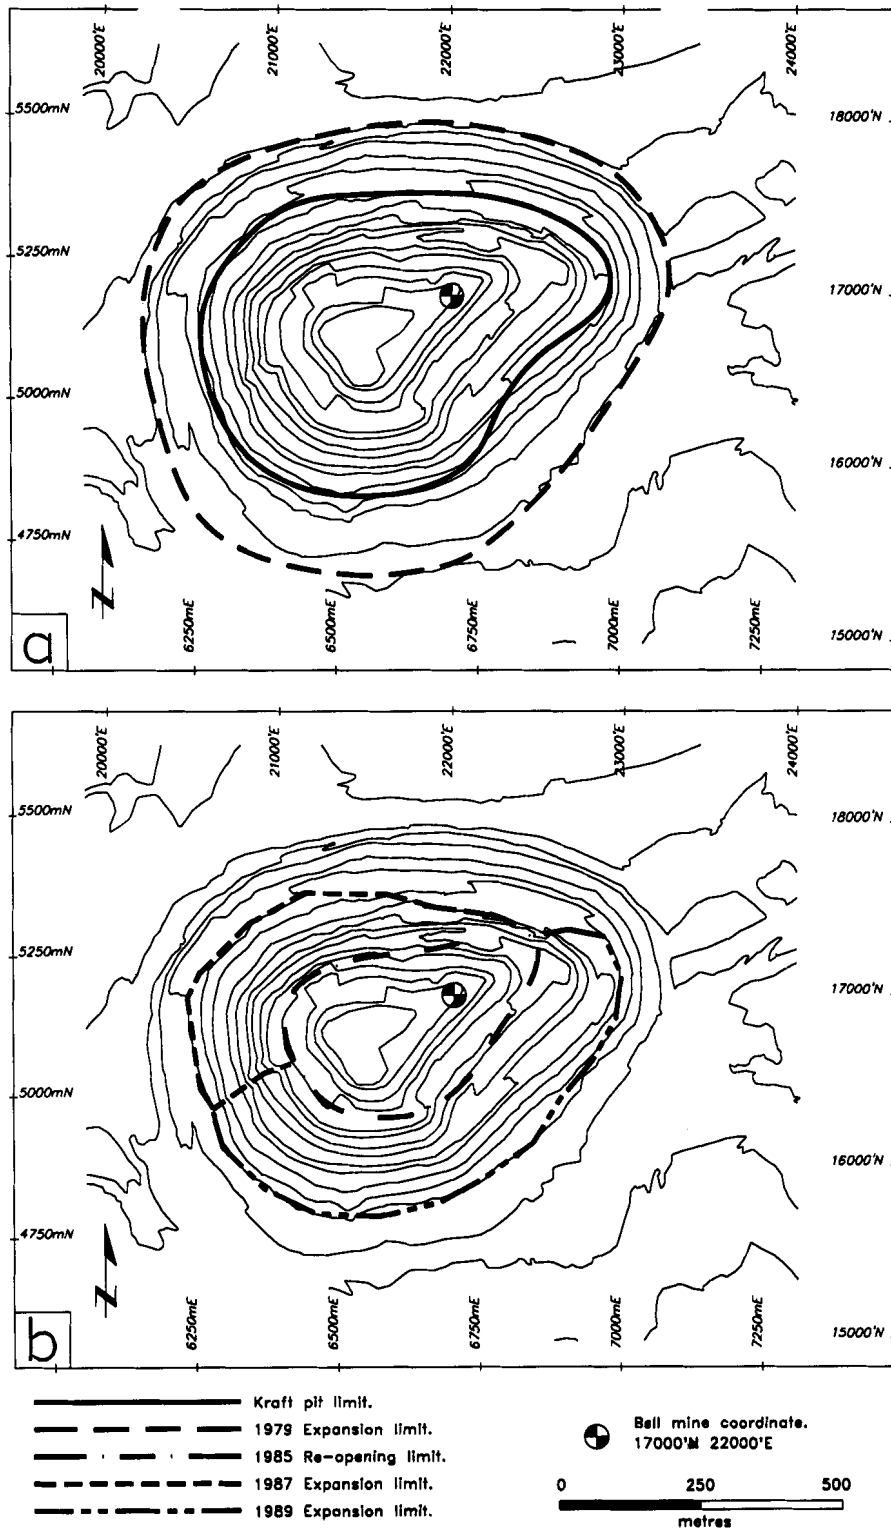 20000'E 21000'E 22000'E 23000'E 24000'E
5500mN 18000'N
5250mN
17000'N
5000mN
16000'N
4750mN
N
a 6250mE 6500mE 6750mE 7000mE 7250mE 15000'N
20000'E 21000'E 22000'E 23000'E 24000'E
5500mN 18000'N
5250mN
17000'N
5000mN
16000'N
4750mN
N
b 6250mE 6500mE 6750mE 7000mE 7250mE 15000'N
Kraft pit limit.
1979 Expansion limit.
1985 Re-opening limit.
1987 Expansion limit.
1989 Expansion limit.
Bell mine coordinate.
17000'N 22000'E
0 250 500
metres